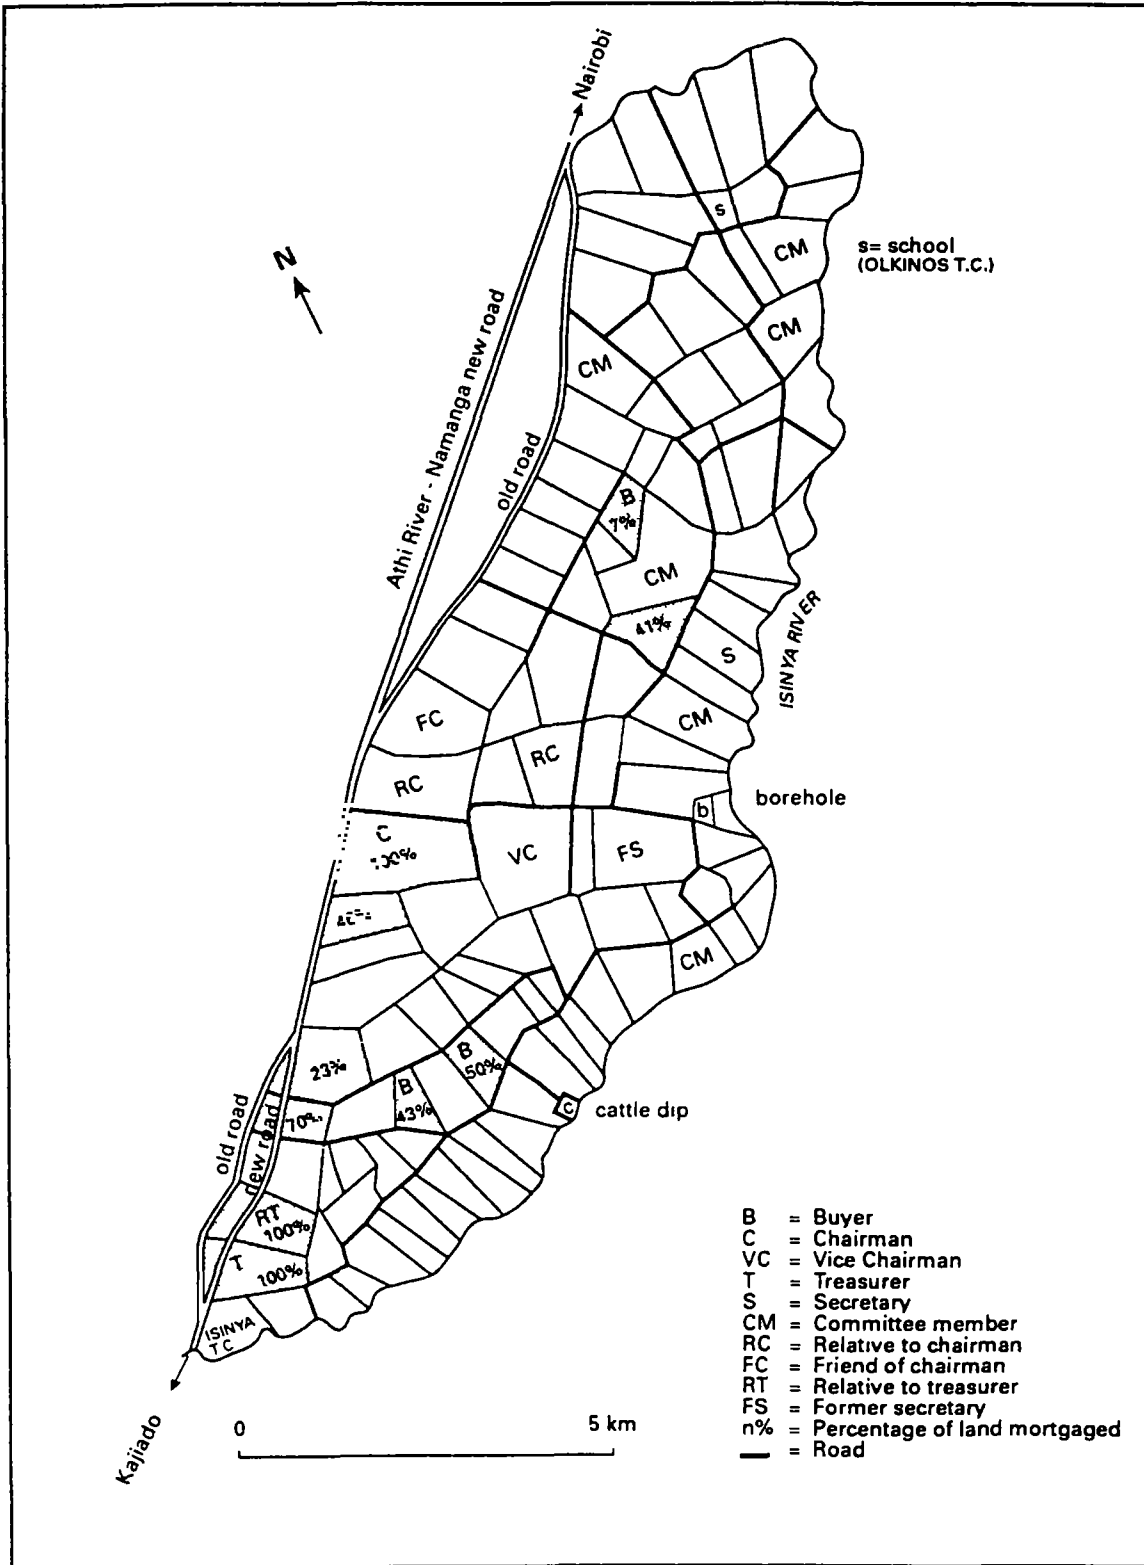 Nairobi
N
s
s= school
(OLKINOS T.C.)
CM
CM
CM
Athi River - Namanga new road
old road
B
7%
CM
41%
S
ISINYA RIVER
CM
FC
RC
RC
b
borehole
C
VC
FS
CM
23%
B
50%
B
43%
C
cattle dip
old road
new road
RT
100%
T
100%
ISINYA
T C
Kajiado
0
5 km
B = Buyer
C = Chairman
VC = Vice Chairman
T = Treasurer
S = Secretary
CM = Committee member
RC = Relative to chairman
FC = Friend of chairman
RT = Relative to treasurer
FS = Former secretary
n% = Percentage of land mortgaged
= Road